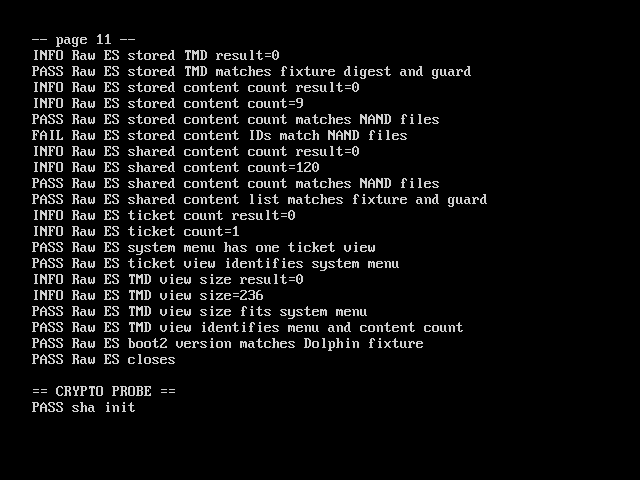 -- page 11 --
INFO Raw ES stored TMD result=0
PASS Raw ES stored TMD matches fixture digest and guard
INFO Raw ES stored content count result=0
INFO Raw ES stored content count=9
PASS Raw ES stored content count matches NAND files
FAIL Raw ES stored content IDs match NAND files
INFO Raw ES shared content count result=0
INFO Raw ES shared content count=120
PASS Raw ES shared content count matches NAND files
PASS Raw ES shared content list matches fixture and guard
INFO Raw ES ticket count result=0
INFO Raw ES ticket count=1
PASS Raw ES system menu has one ticket view
PASS Raw ES ticket view identifies system menu
INFO Raw ES TMD view size result=0
INFO Raw ES TMD view size=236
PASS Raw ES TMD view size fits system menu
PASS Raw ES TMD view identifies menu and content count
PASS Raw ES boot2 version matches Dolphin fixture
PASS Raw ES closes
== CRYPTO PROBE ==
PASS sha init